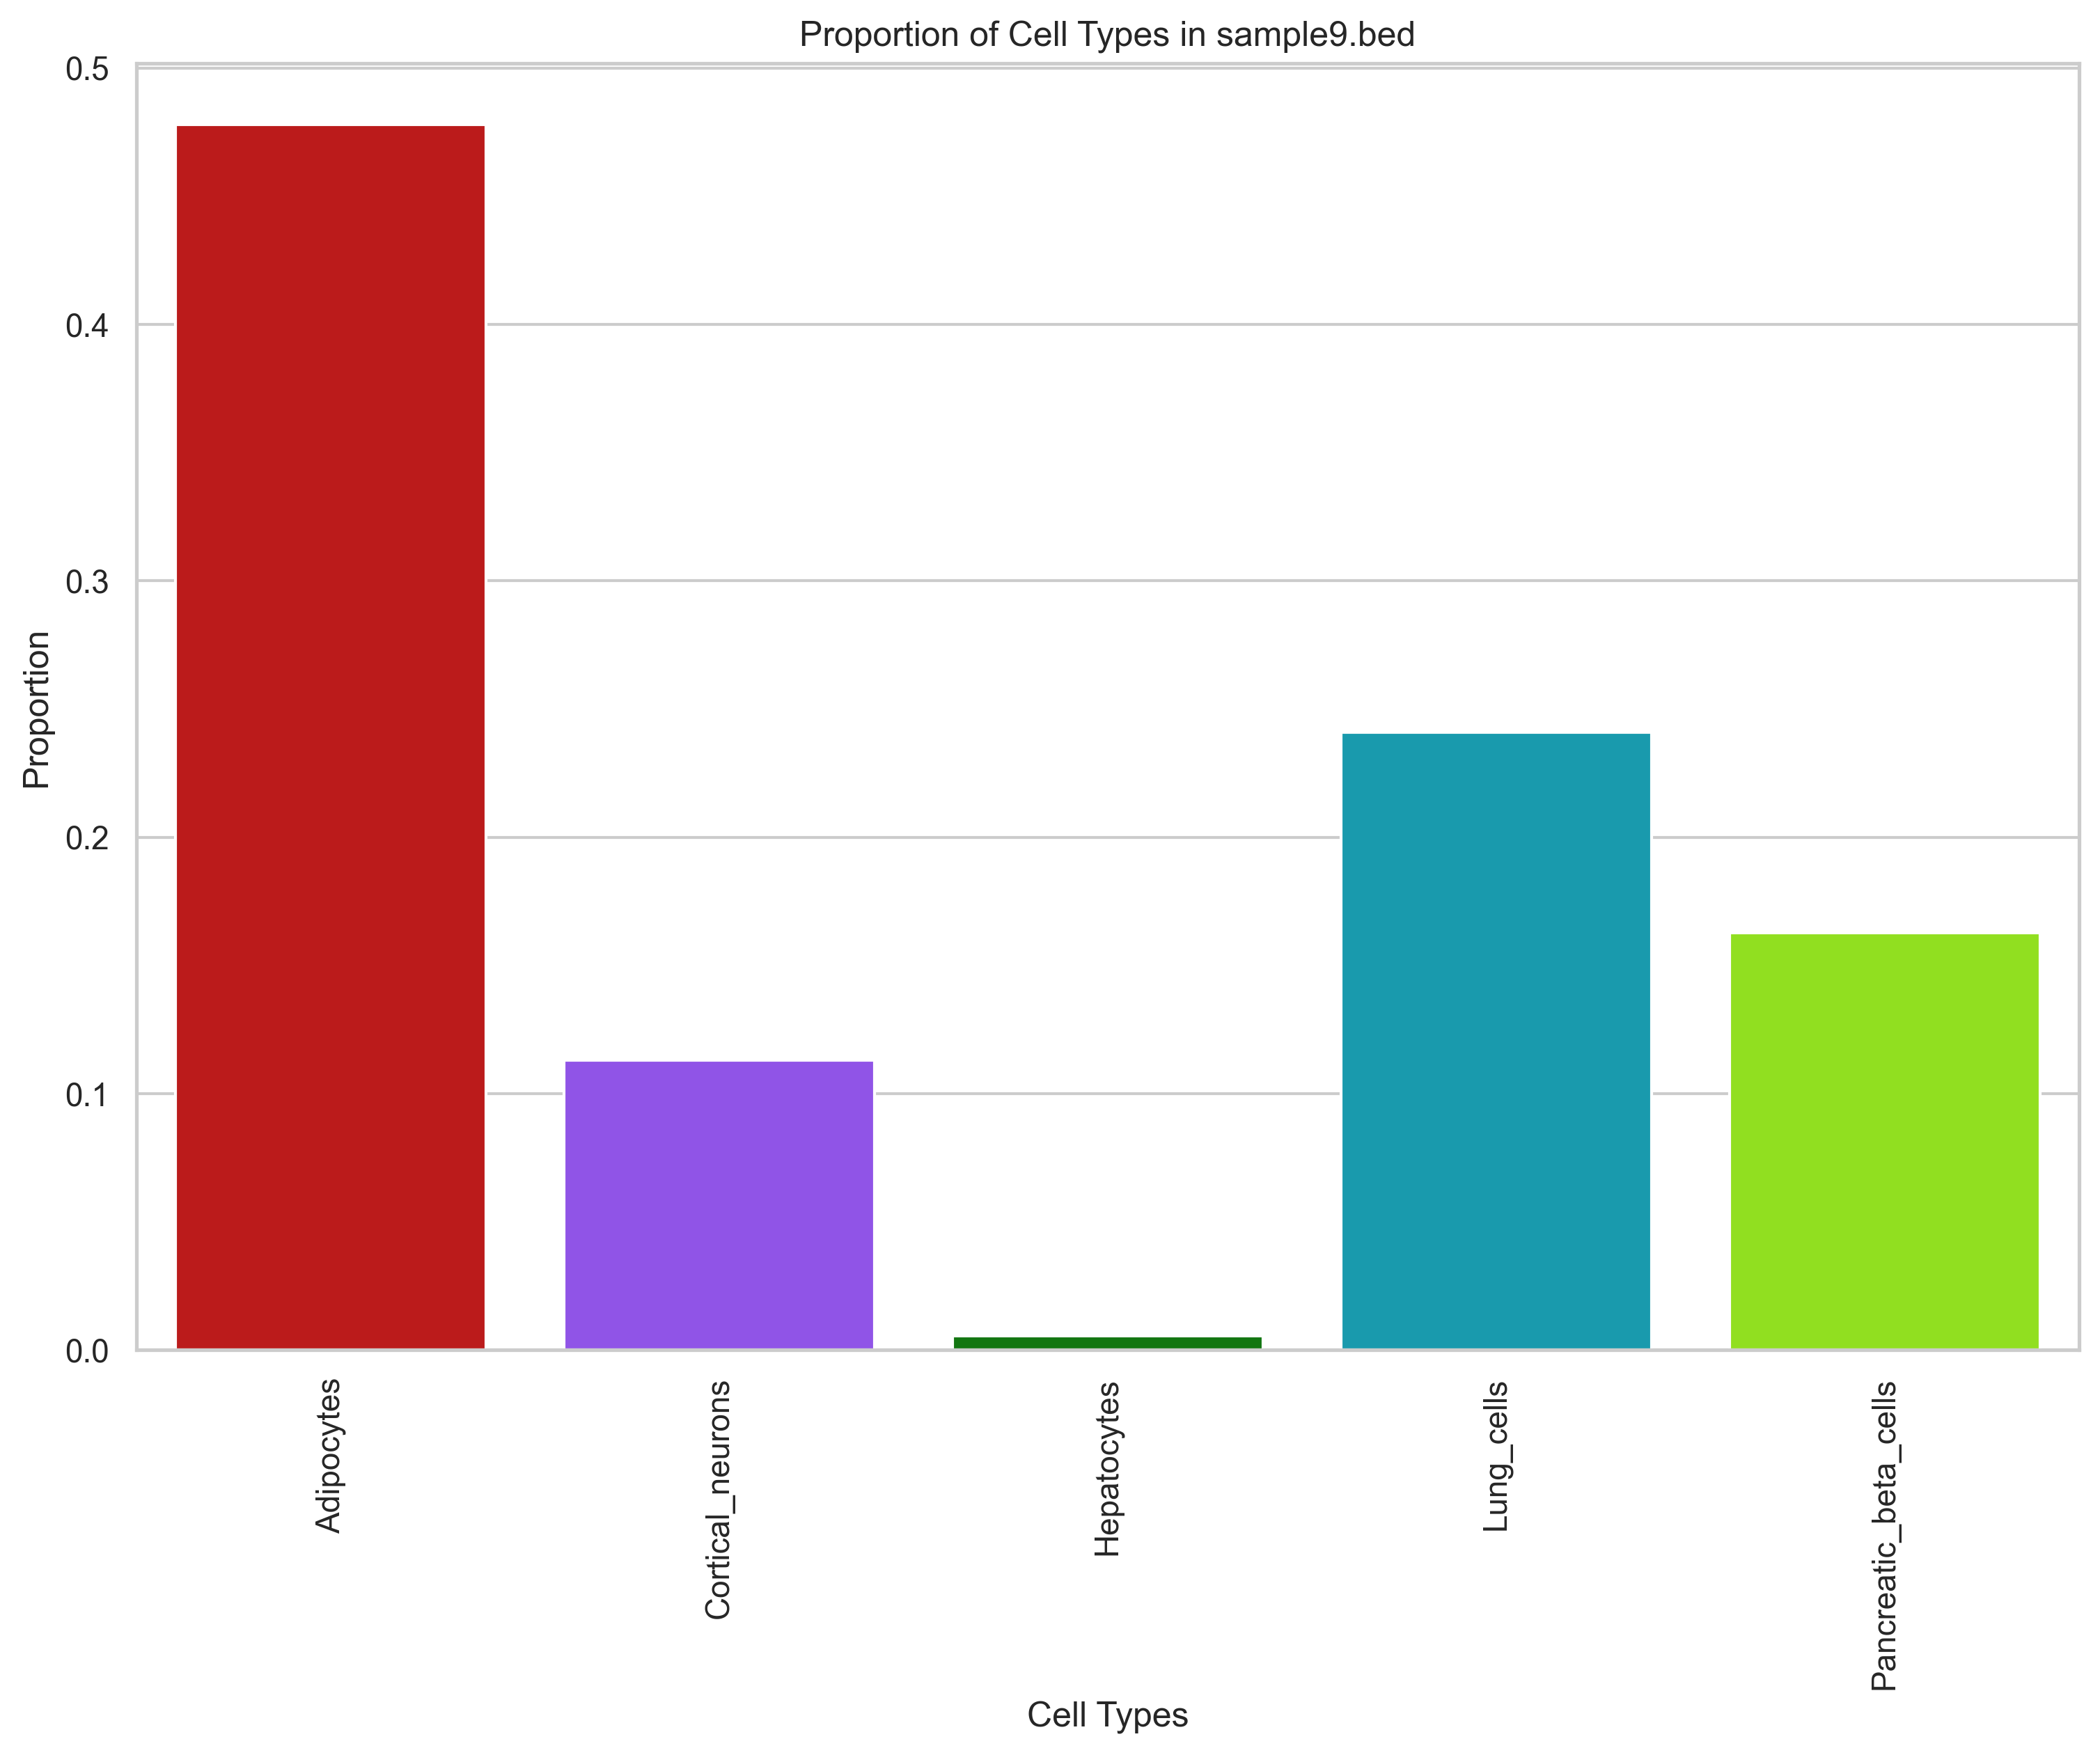 Proportion of Cell Types in sample9.bed
0.5
0.4
0.3
0.2
0.1
0.0
Proportion
Adipocytes
Cortical_neurons
Hepatocytes
Lung_cells
Pancreatic_beta_cells
Cell Types